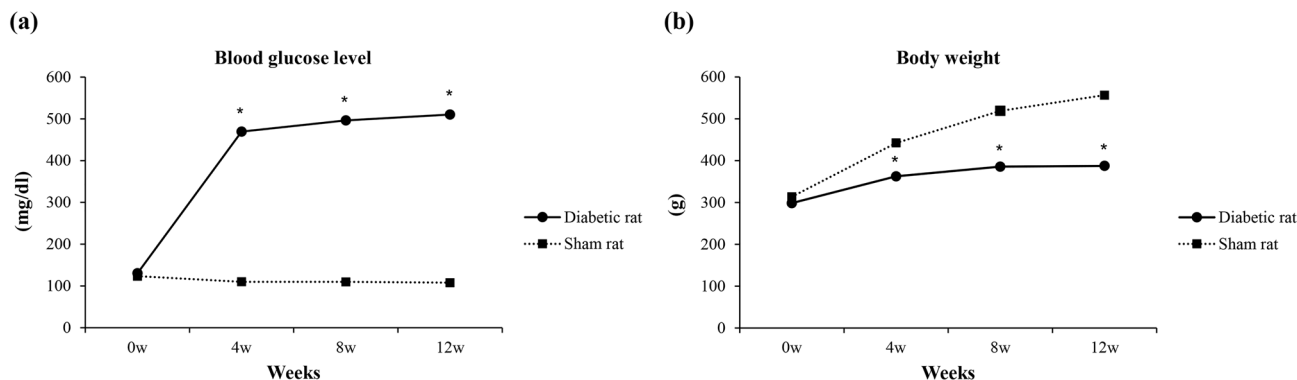 (a)
Blood glucose level
600
500
400
300
200
100
0
(mg/dl)
* * *
0w 4w 8w 12w
Weeks
Diabetic rat
Sham rat
(b)
Body weight
600
500
400
300
200
100
0
(g)
* * *
0w 4w 8w 12w
Weeks
Diabetic rat
Sham rat